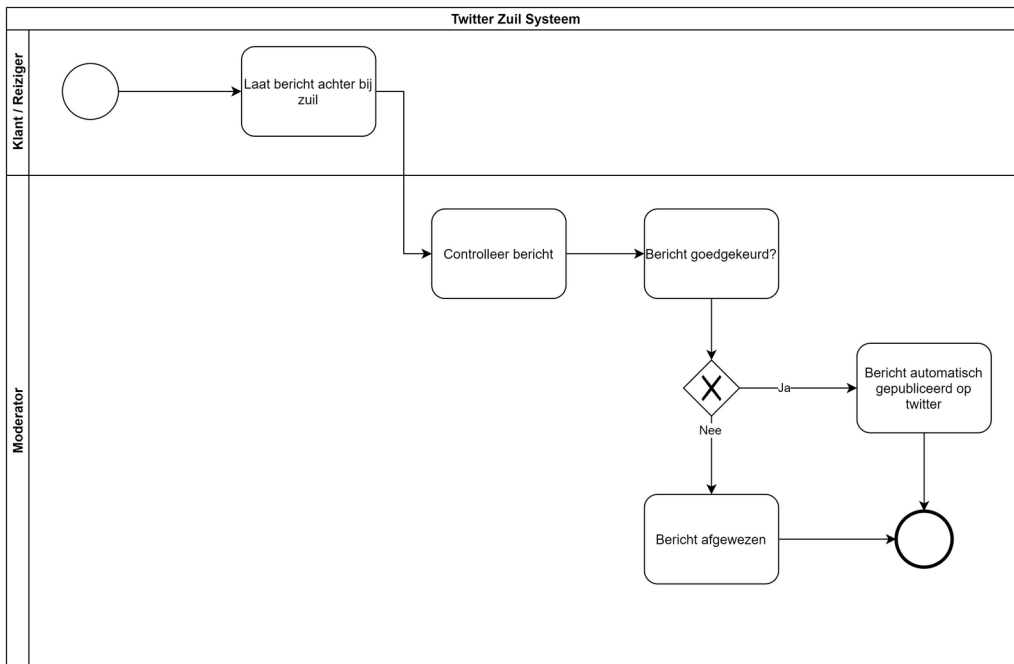 Twitter Zuil Systeem
Klant / Reiziger
Laat bericht achter bij
zuil
Moderator
Controlleer bericht
Bericht goedgekeurd?
Ja
Bericht automatisch
gepubliceerd op
twitter
Nee
Bericht afgewezen